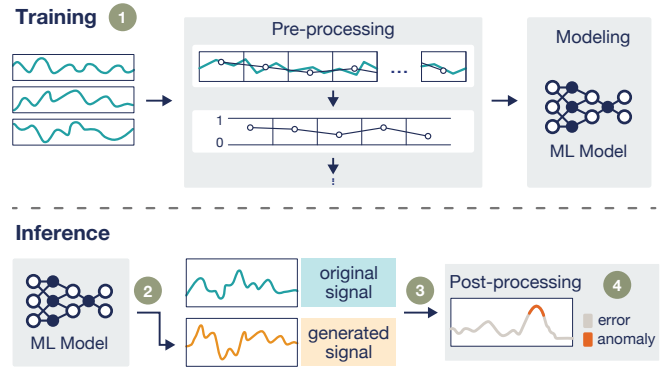 Training 1
Pre-processing
Modeling
...
1
0
ML Model
Inference
2
3
4
original
signal
Post-processing
generated
signal
error
anomaly
ML Model